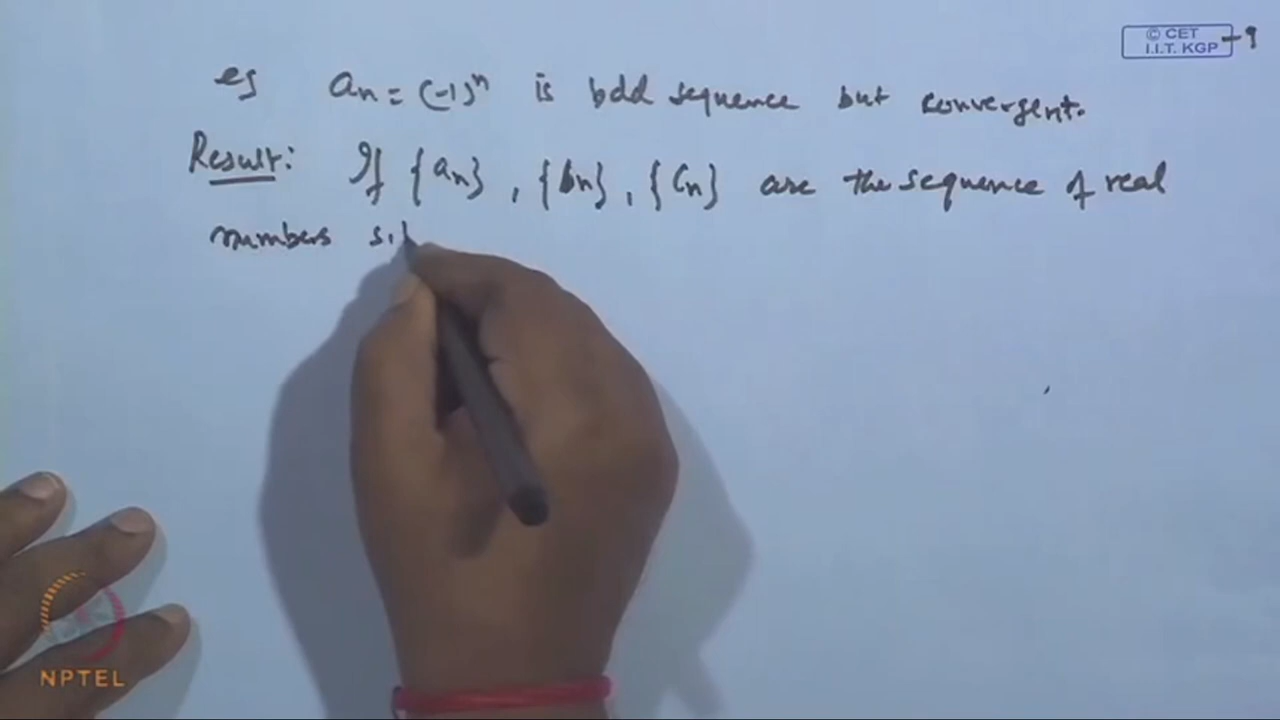 © CET
I.I.T. KGP
-9
eg aₙ = (-1)ⁿ is bdd sequence but convergent.
Result: If {aₙ}, {bₙ}, {cₙ} are the sequence of real
numbers s.t
NPTEL